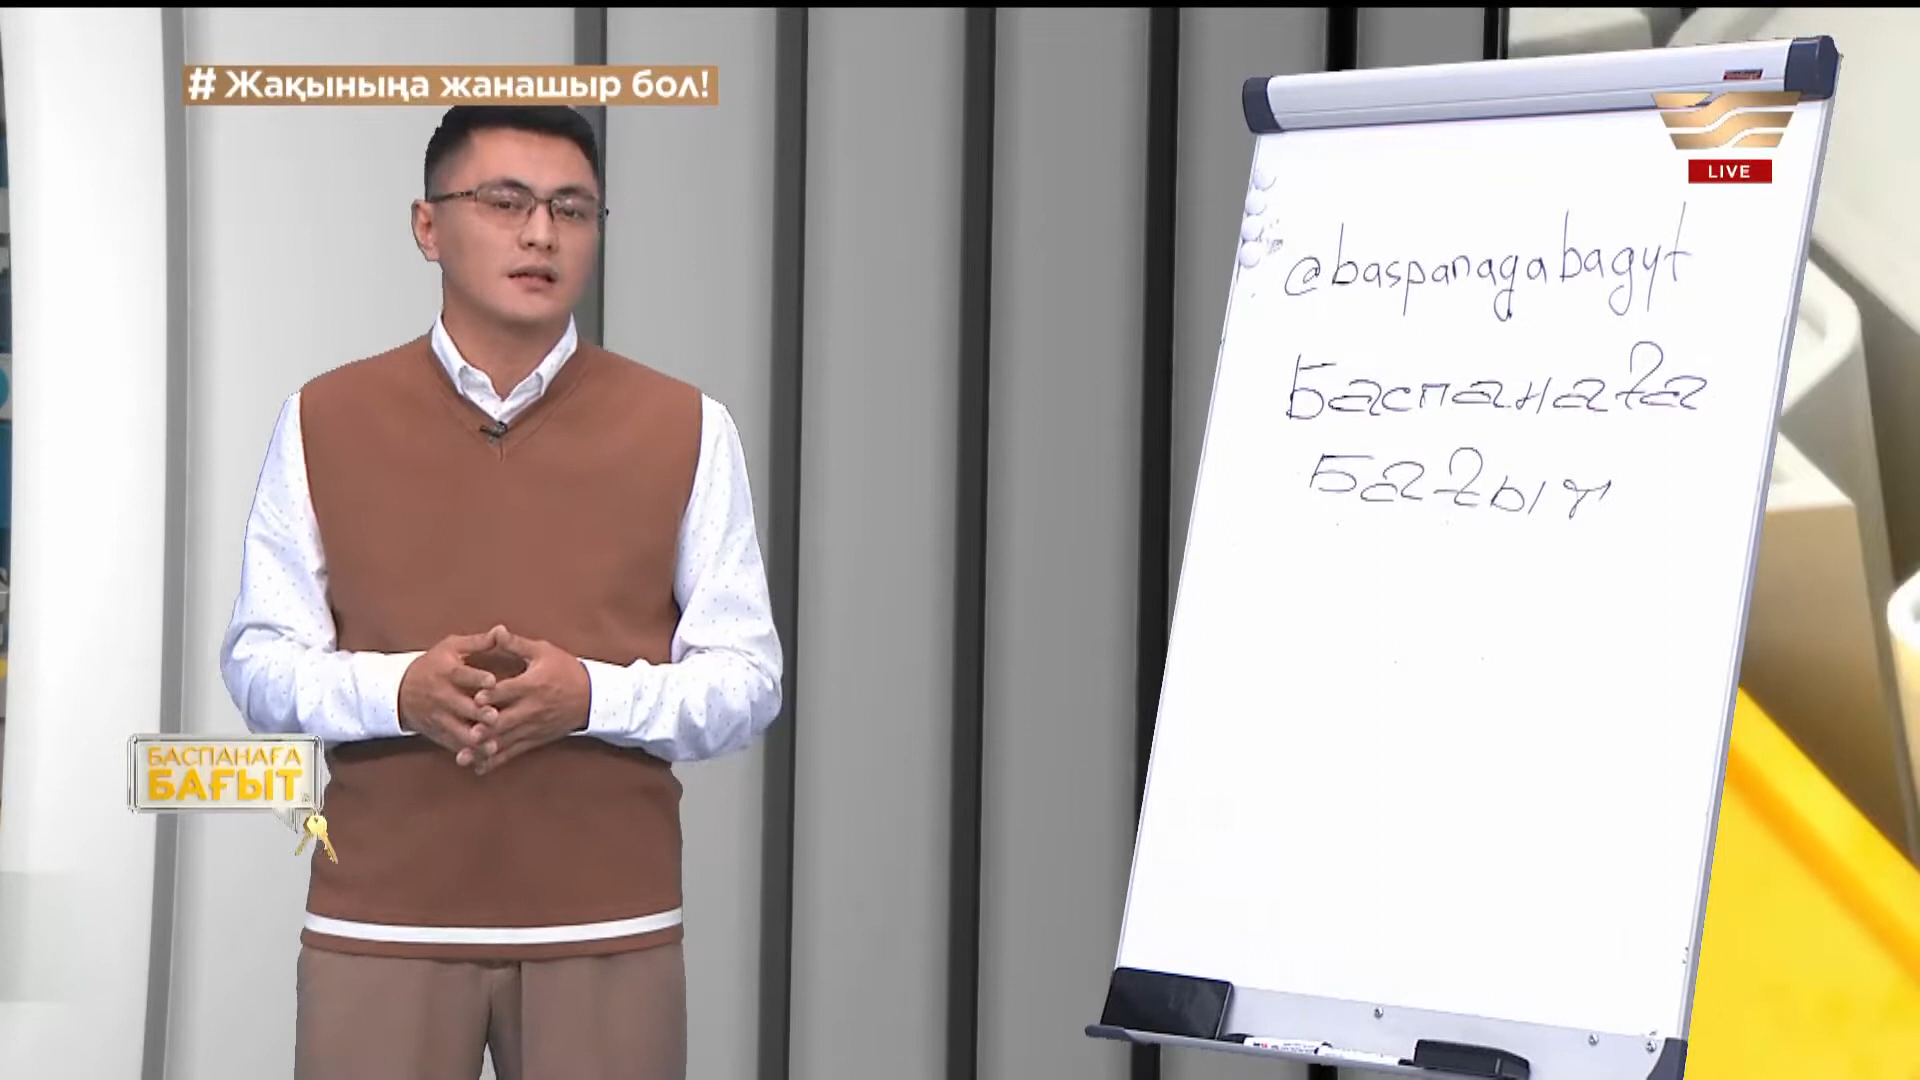 # Жақыныңа жанашыр бол!
LIVE
@baspanagabagyt
Баспанаға
Бағыт
БАСПАНАҒА
БАҒЫТ